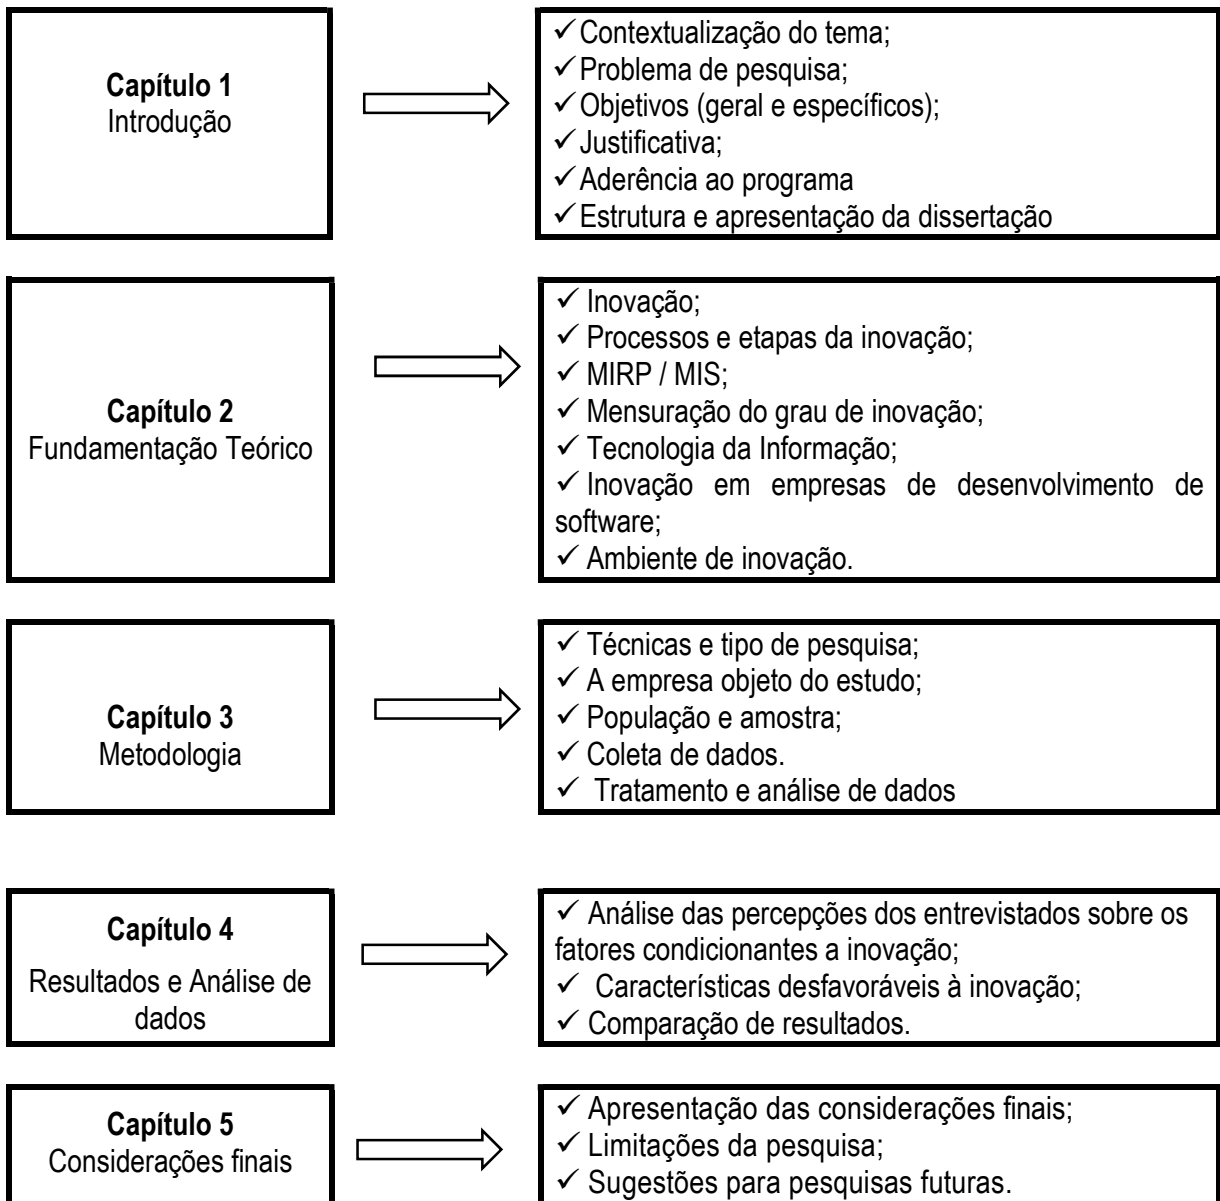 Capítulo 1
Introdução
✓Contextualização do tema;
✓Problema de pesquisa;
✓Objetivos (geral e específicos);
✓Justificativa;
✓Aderência ao programa
✓Estrutura e apresentação da dissertação
Capítulo 2
Fundamentação Teórico
✓ Inovação;
✓ Processos e etapas da inovação;
✓ MIRP / MIS;
✓ Mensuração do grau de inovação;
✓ Tecnologia da Informação;
✓ Inovação em empresas de desenvolvimento de
software;
✓ Ambiente de inovação.
Capítulo 3
Metodologia
✓ Técnicas e tipo de pesquisa;
✓ A empresa objeto do estudo;
✓ População e amostra;
✓ Coleta de dados.
✓ Tratamento e análise de dados
Capítulo 4
Resultados e Análise de
dados
✓ Análise das percepções dos entrevistados sobre os
fatores condicionantes a inovação;
✓ Características desfavoráveis à inovação;
✓ Comparação de resultados.
Capítulo 5
Considerações finais
✓ Apresentação das considerações finais;
✓ Limitações da pesquisa;
✓ Sugestões para pesquisas futuras.